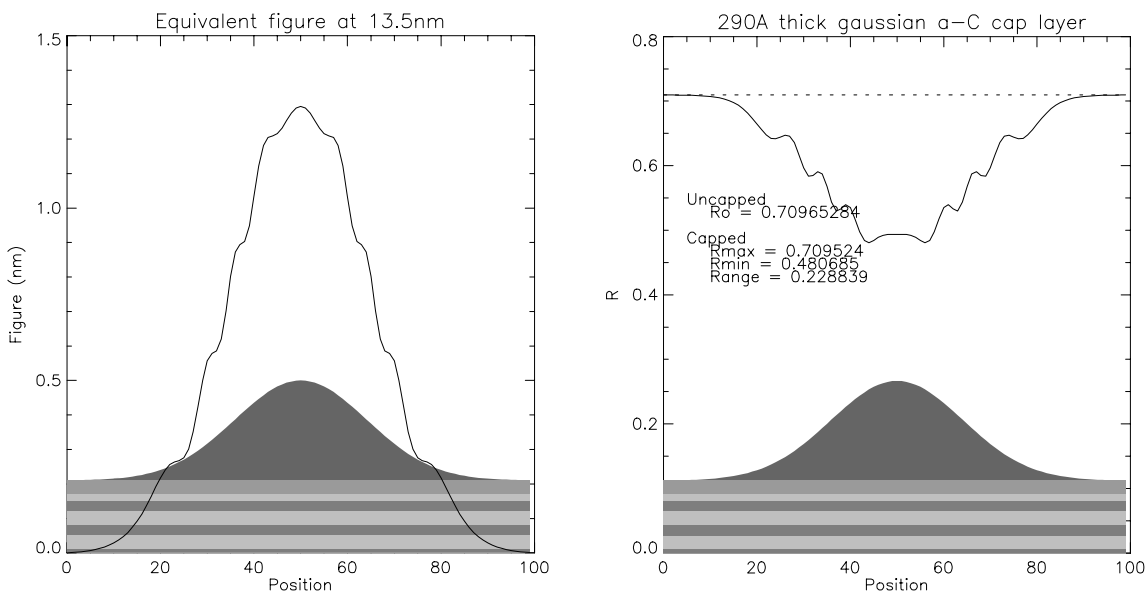 Equivalent figure at 13.5nm
1.5
1.0
0.5
0.0
Figure (nm)
0 20 40 60 80 100
Position
290A thick gaussian a-C cap layer
0.8
0.6
0.4
0.2
0.0
R
Uncapped
Ro = 0.70965284
Capped
Rmax = 0.709524
Rmin = 0.480685
Range = 0.228839
0 20 40 60 80 100
Position